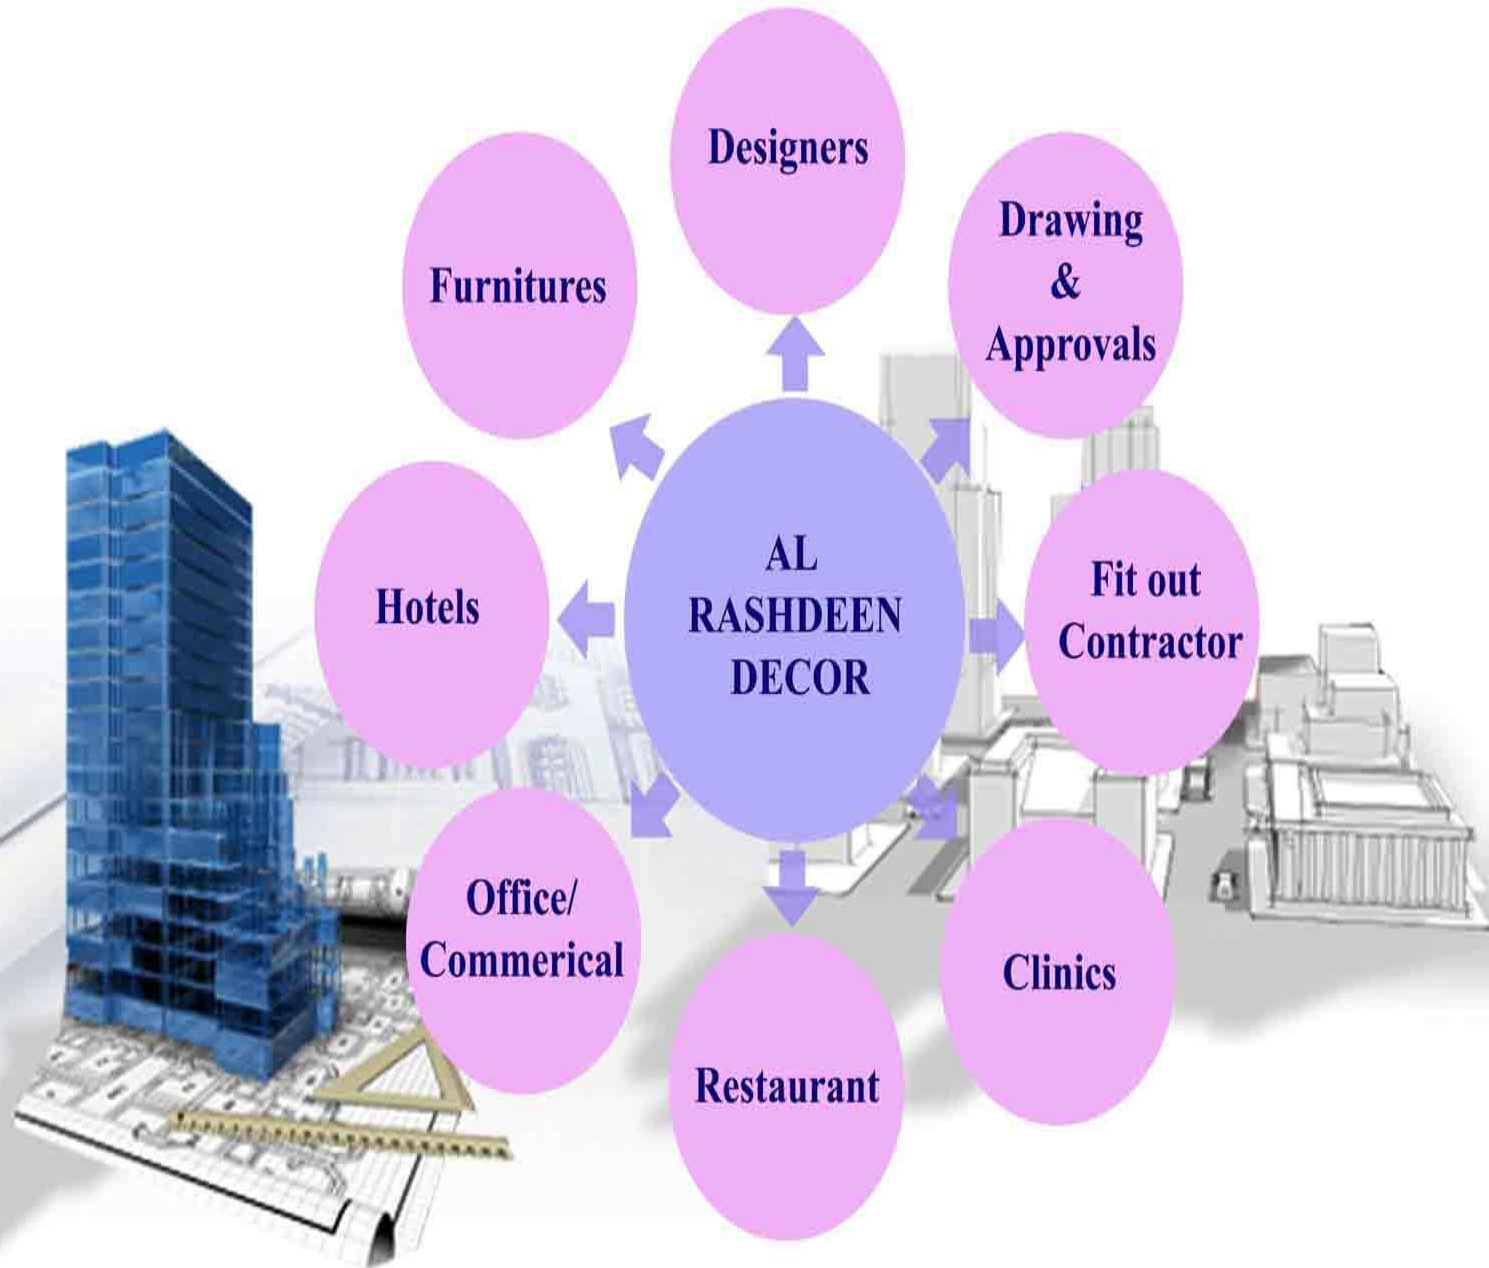 Designers
Drawing
&
Approvals
Furnitures
Fit out
Contractor
Hotels
AL
RASHDEEN
DECOR
Office/
Commerical
Clinics
Restaurant